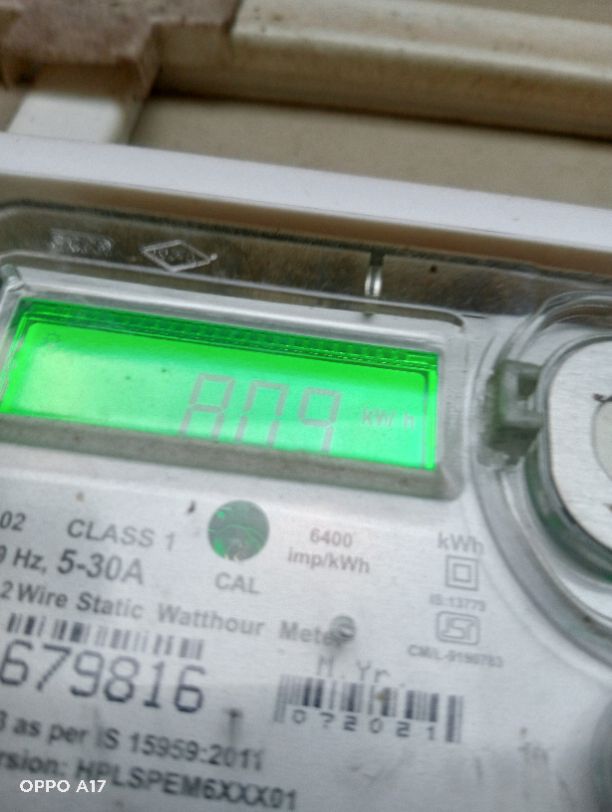 809 kWh
02 CLASS 1
6400
imp/kWh
kWh
Hz, 5-30A
CAL
IS:13779
2 Wire Static Watthour Meter
CM/L-9190783
679816
M.Yr.
072021
as per IS 15959:2011
rsion: HPLSPEM6XXX01
OPPO A17